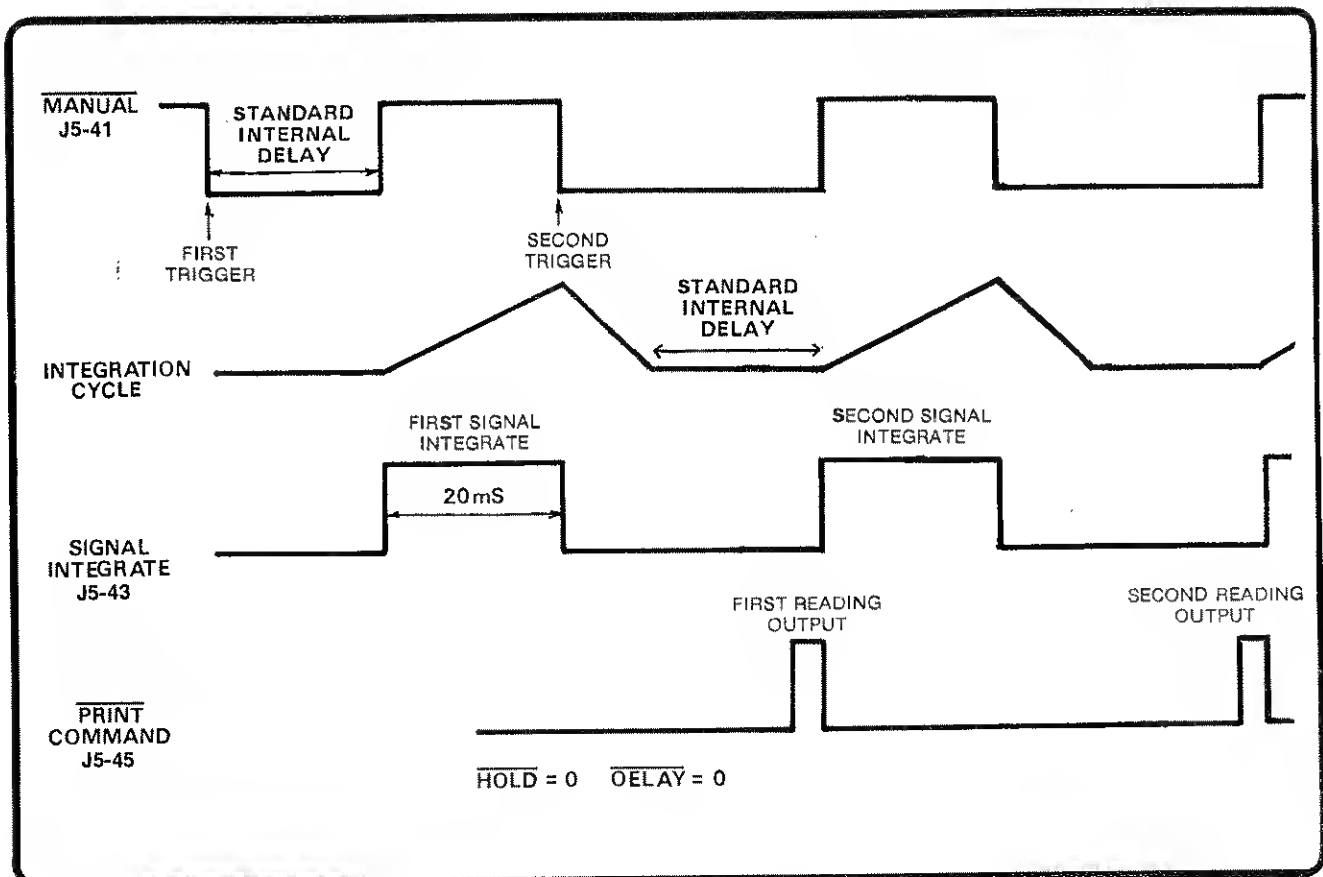 MANUAL
J5-41
STANDARD
INTERNAL
DELAY
FIRST
TRIGGER
SECOND
TRIGGER
STANDARD
INTERNAL
DELAY
INTEGRATION
CYCLE
FIRST SIGNAL
INTEGRATE
SECOND SIGNAL
INTEGRATE
20mS
SIGNAL
INTEGRATE
J5-43
FIRST READING
OUTPUT
SECOND READING
OUTPUT
PRINT
COMMAND
J5-45
HOLD = 0 OELAY = 0